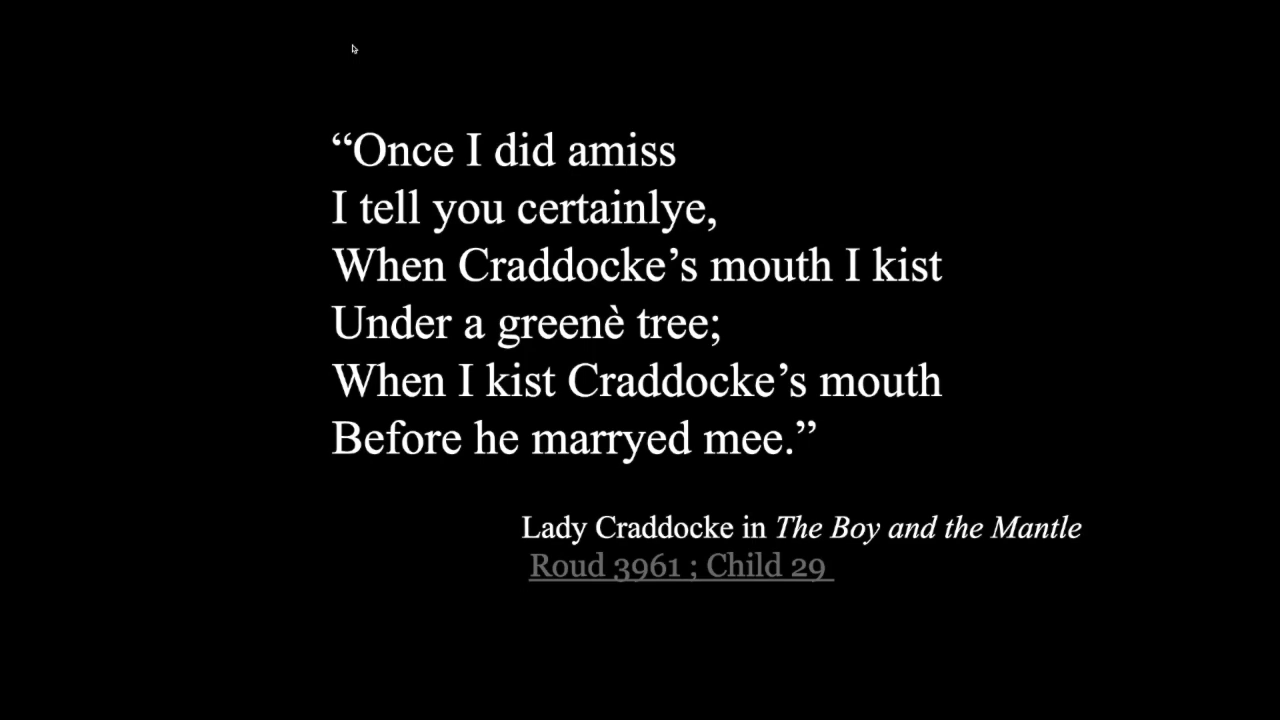 “Once I did amiss
I tell you certainlye,
When Craddocke’s mouth I kist
Under a greenè tree;
When I kist Craddocke’s mouth
Before he marryed mee.”
Lady Craddocke in The Boy and the Mantle
Roud 3961 ; Child 29